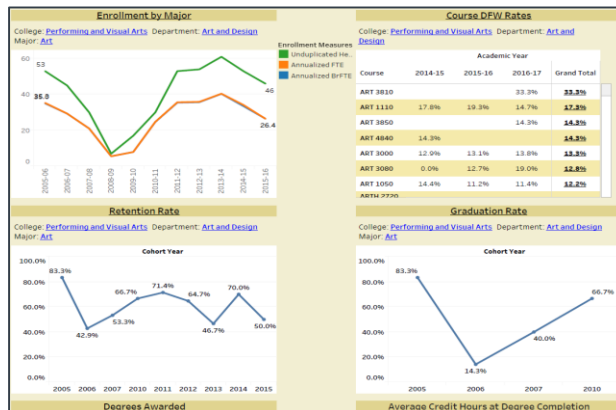 Enrollment by Major
College: Performing and Visual Arts Department: Art and Design
Major: Art
Enrollment Measures
Unduplicated He..
Annualized FTE
Annualized BrFTE
60
40
20
0
53
46
26.4
2005-06
2006-07
2007-08
2008-09
2009-10
2010-11
2011-12
2012-13
2013-14
2014-15
2015-16
Course DFW Rates
College: Performing and Visual Arts Department: Art and
Design
Academic Year
Course 2014-15 2015-16 2016-17 Grand Total
ART 3810 33.3% 33.3%
ART 1110 17.8% 19.3% 14.7% 17.3%
ART 3850 14.3% 14.3%
ART 4840 14.3% 14.3%
ART 3000 12.9% 13.1% 13.8% 13.3%
ART 3080 0.0% 12.7% 19.0% 12.8%
ART 1050 14.4% 11.2% 11.4% 12.2%
ARTH 2720
Retention Rate
College: Performing and Visual Arts Department: Art and Design
Major: Art
Cohort Year
100.0%
80.0%
60.0%
40.0%
20.0%
0.0%
83.3%
42.9%
53.3%
66.7%
71.4%
64.7%
46.7%
70.0%
50.0%
2005 2006 2007 2010 2011 2012 2013 2014 2015
Graduation Rate
College: Performing and Visual Arts Department: Art and Design
Major: Art
Cohort Year
100.0%
80.0%
60.0%
40.0%
20.0%
0.0%
83.3%
14.3%
40.0%
66.7%
2005 2006 2007 2010
Degrees Awarded
Average Credit Hours at Degree Completion